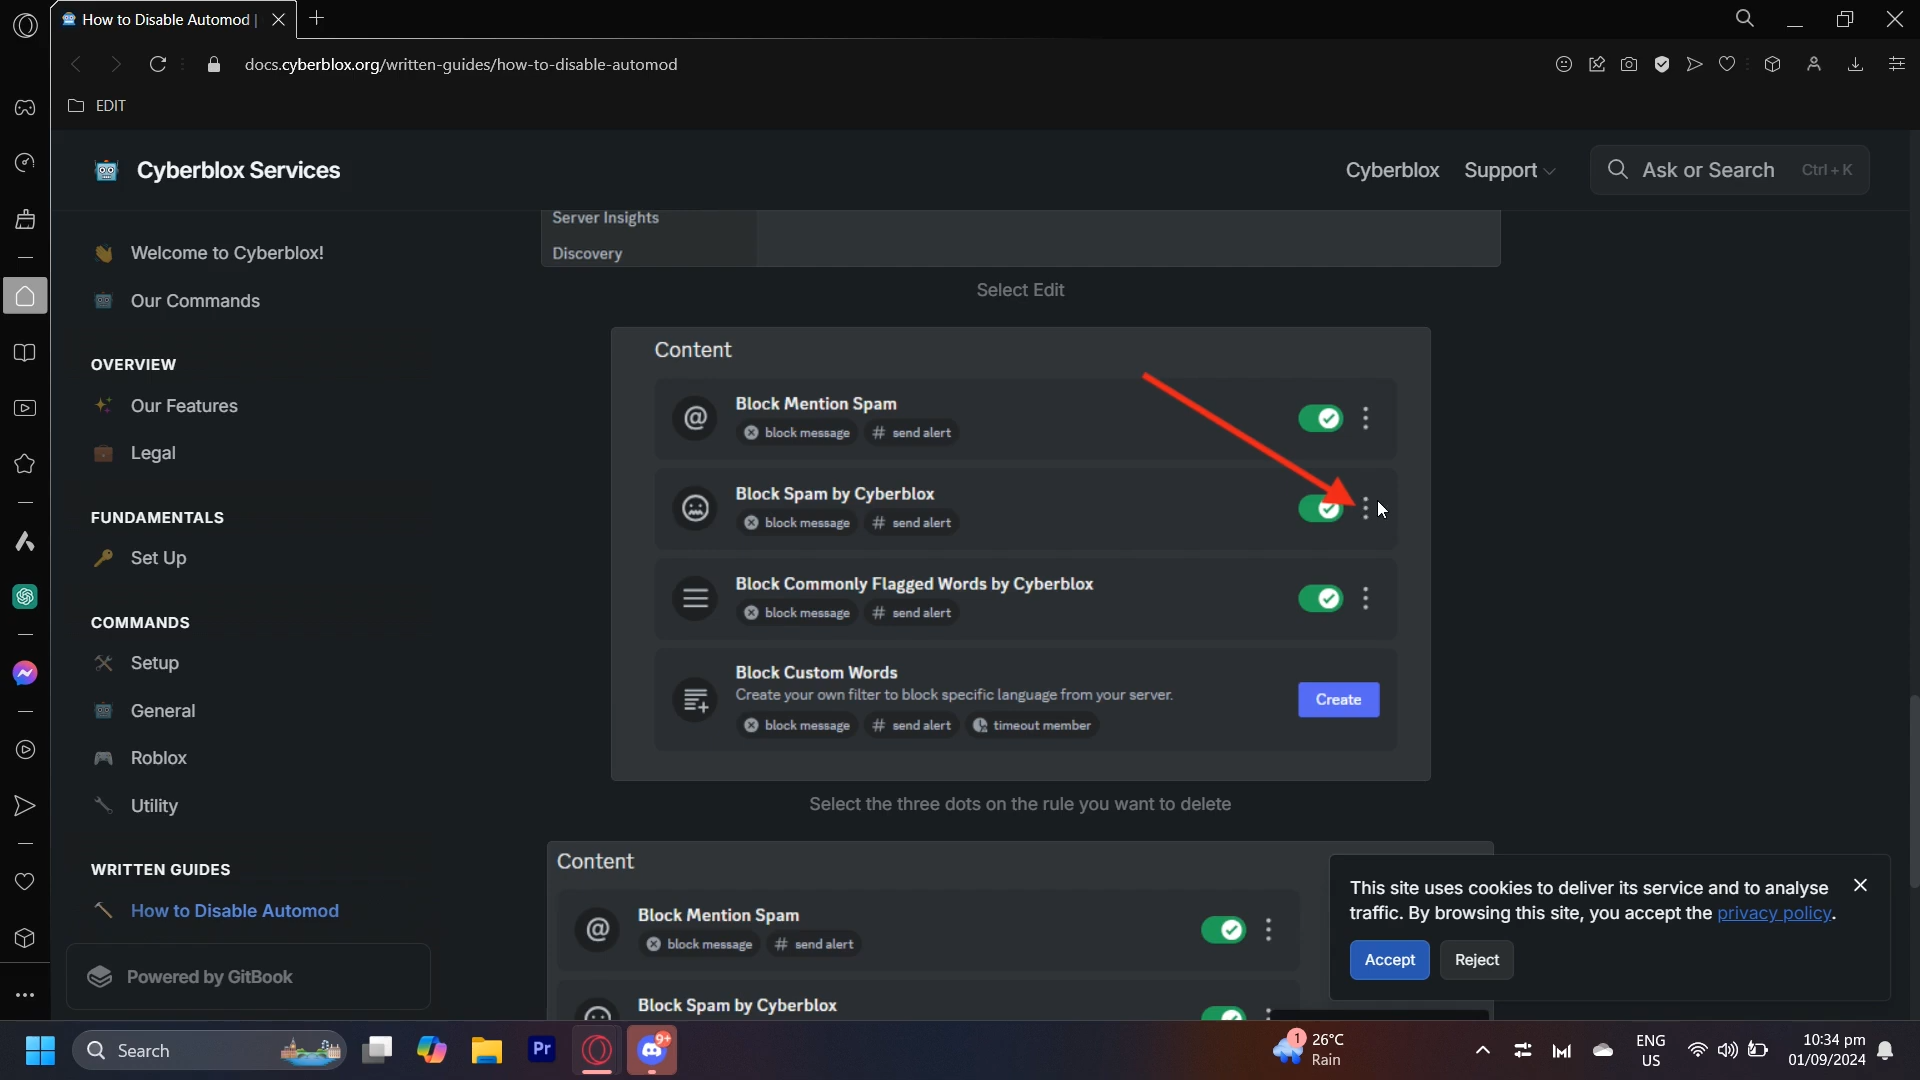 How to Disable Automod |
docs.cyberblox.org/written-guides/how-to-disable-automod
EDIT
Cyberblox Services
Cyberblox Support
Ask or Search Ctrl+K
Welcome to Cyberblox!
Our Commands
OVERVIEW
Our Features
Legal
FUNDAMENTALS
Set Up
COMMANDS
Setup
General
Roblox
Utility
WRITTEN GUIDES
How to Disable Automod
Powered by GitBook
Server Insights
Discovery
Select Edit
Content
Block Mention Spam
block message # send alert
Block Spam by Cyberblox
block message # send alert
Block Commonly Flagged Words by Cyberblox
block message # send alert
Block Custom Words
Create your own filter to block specific language from your server.
Create
block message # send alert timeout member
Select the three dots on the rule you want to delete
Content
Block Mention Spam
block message # send alert
Block Spam by Cyberblox
This site uses cookies to deliver its service and to analyse
traffic. By browsing this site, you accept the privacy policy.
Accept Reject
Search
Pr
9+
1
26°C
Rain
ENG
US
10:34 pm
01/09/2024